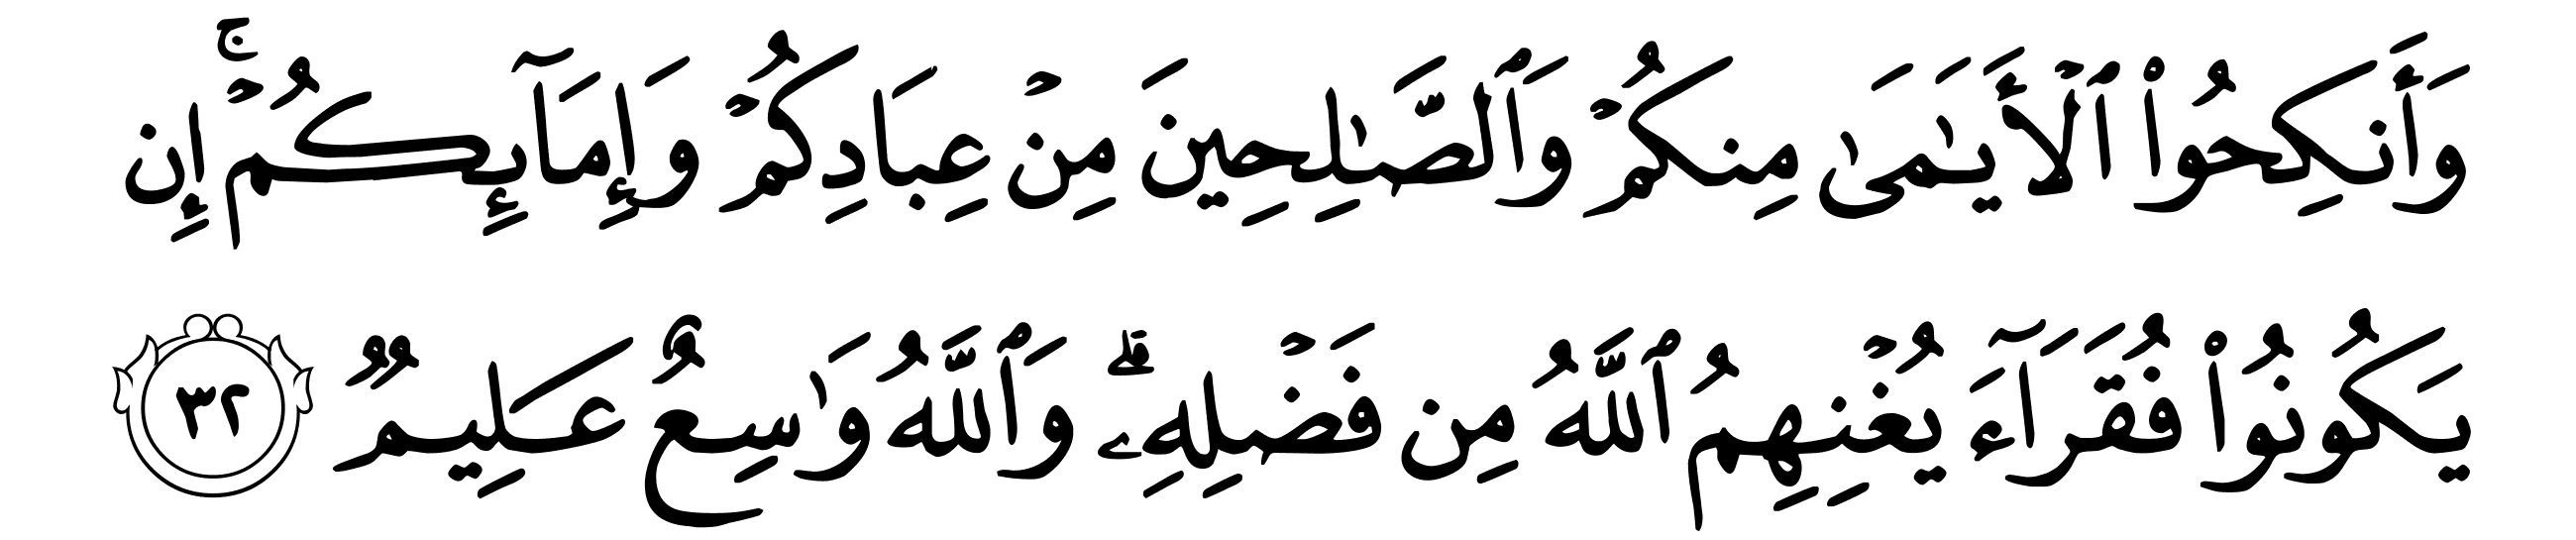 وَأَنكِحُوا۟ ٱلْأَيَـٰمَىٰ مِنكُمْ وَٱلصَّـٰلِحِينَ مِنْ عِبَادِكُمْ وَإِمَآئِكُمْ ۚ إِن
يَكُونُوا۟ فُقَرَآءَ يُغْنِهِمُ ٱللَّهُ مِن فَضْلِهِۦ ۗ وَٱللَّهُ وَٰسِعٌ عَلِيمٌ ٣٢